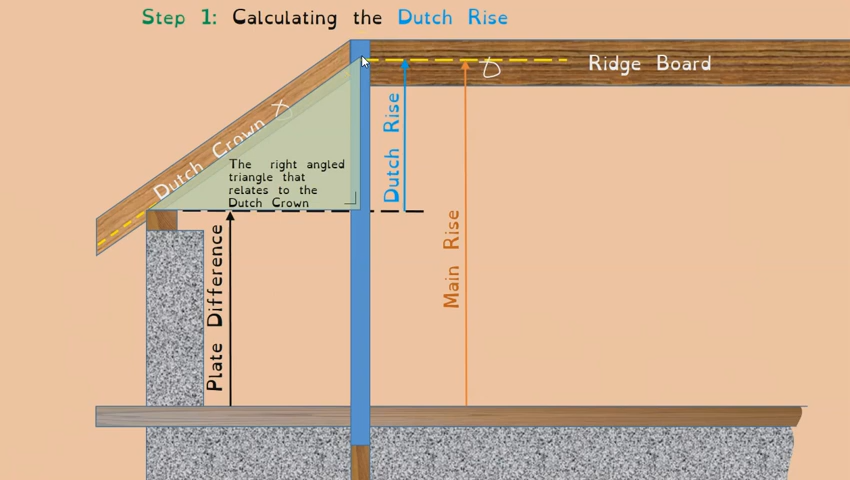 Step 1: Calculating the Dutch Rise
Ridge Board
Dutch Crown
The right angled
triangle that
relates to the
Dutch Crown
Dutch Rise
Main Rise
Plate Difference